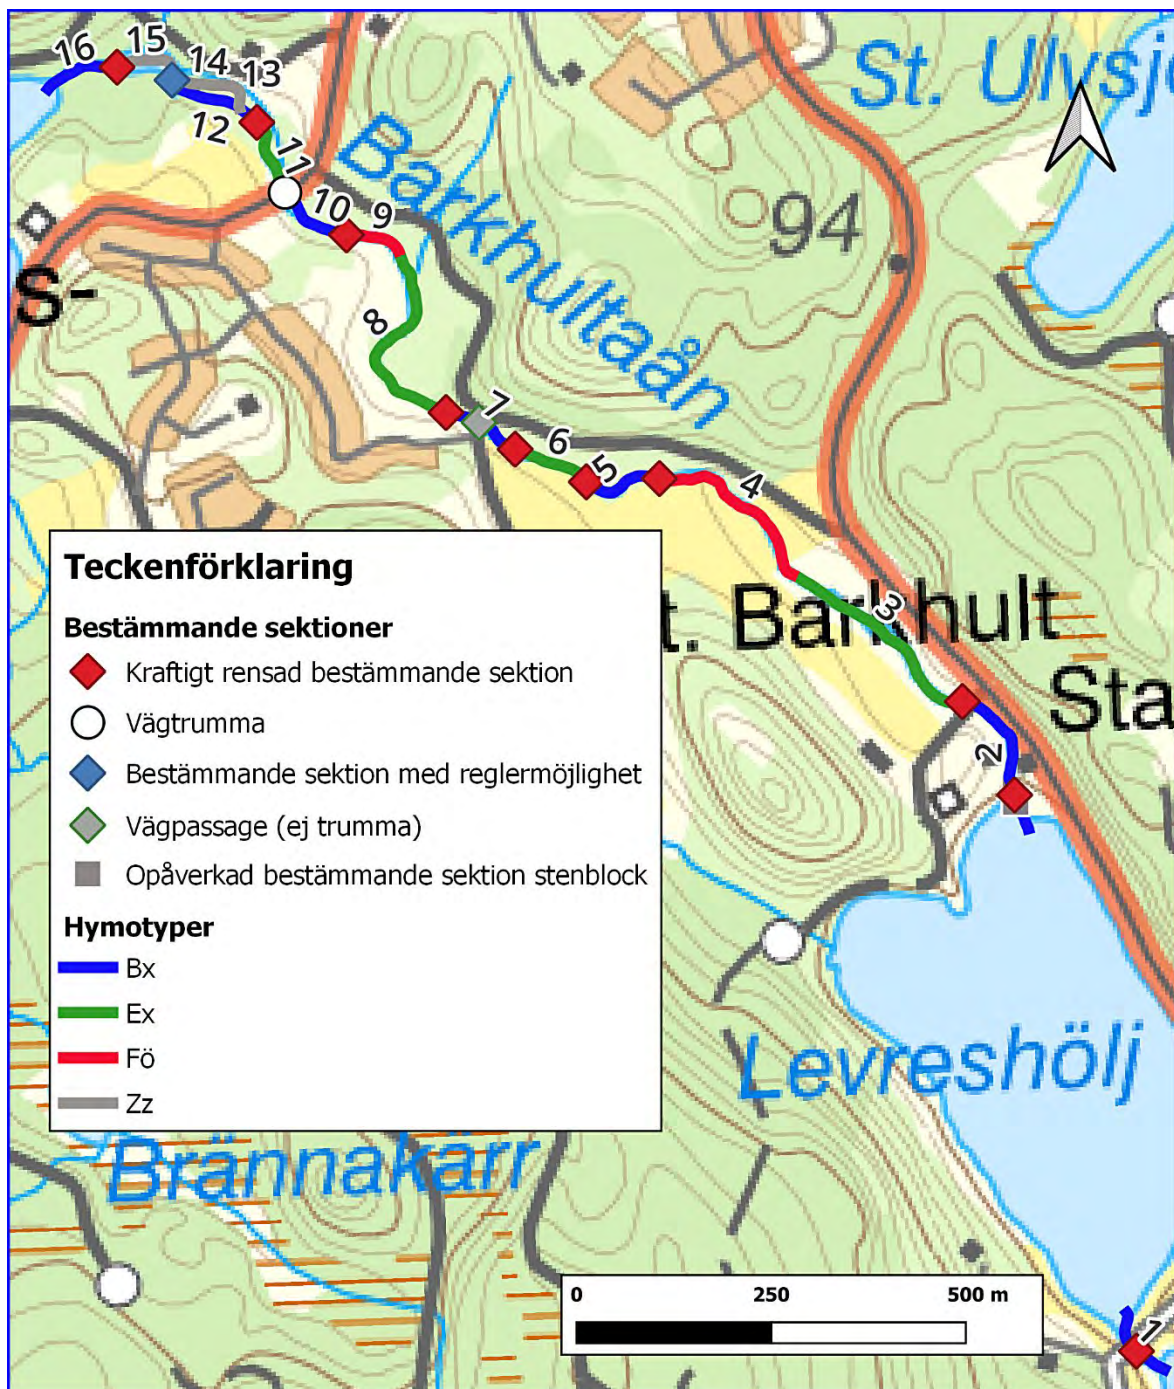 16
15
14
13
12
11
10
9
8
7
6
5
4
3
2
1
St. Ulvsj
Barkhultaån
94
S-
t. Barkhult
Sta
Levreshölj
Brännakärr
Teckenförklaring
Bestämmande sektioner
Kraftigt rensad bestämmande sektion
Vägtrumma
Bestämmande sektion med reglermöjlighet
Vägpassage (ej trumma)
Opåverkad bestämmande sektion stenblock
Hymotyper
Bx
Ex
Fö
Zz
0 250 500 m